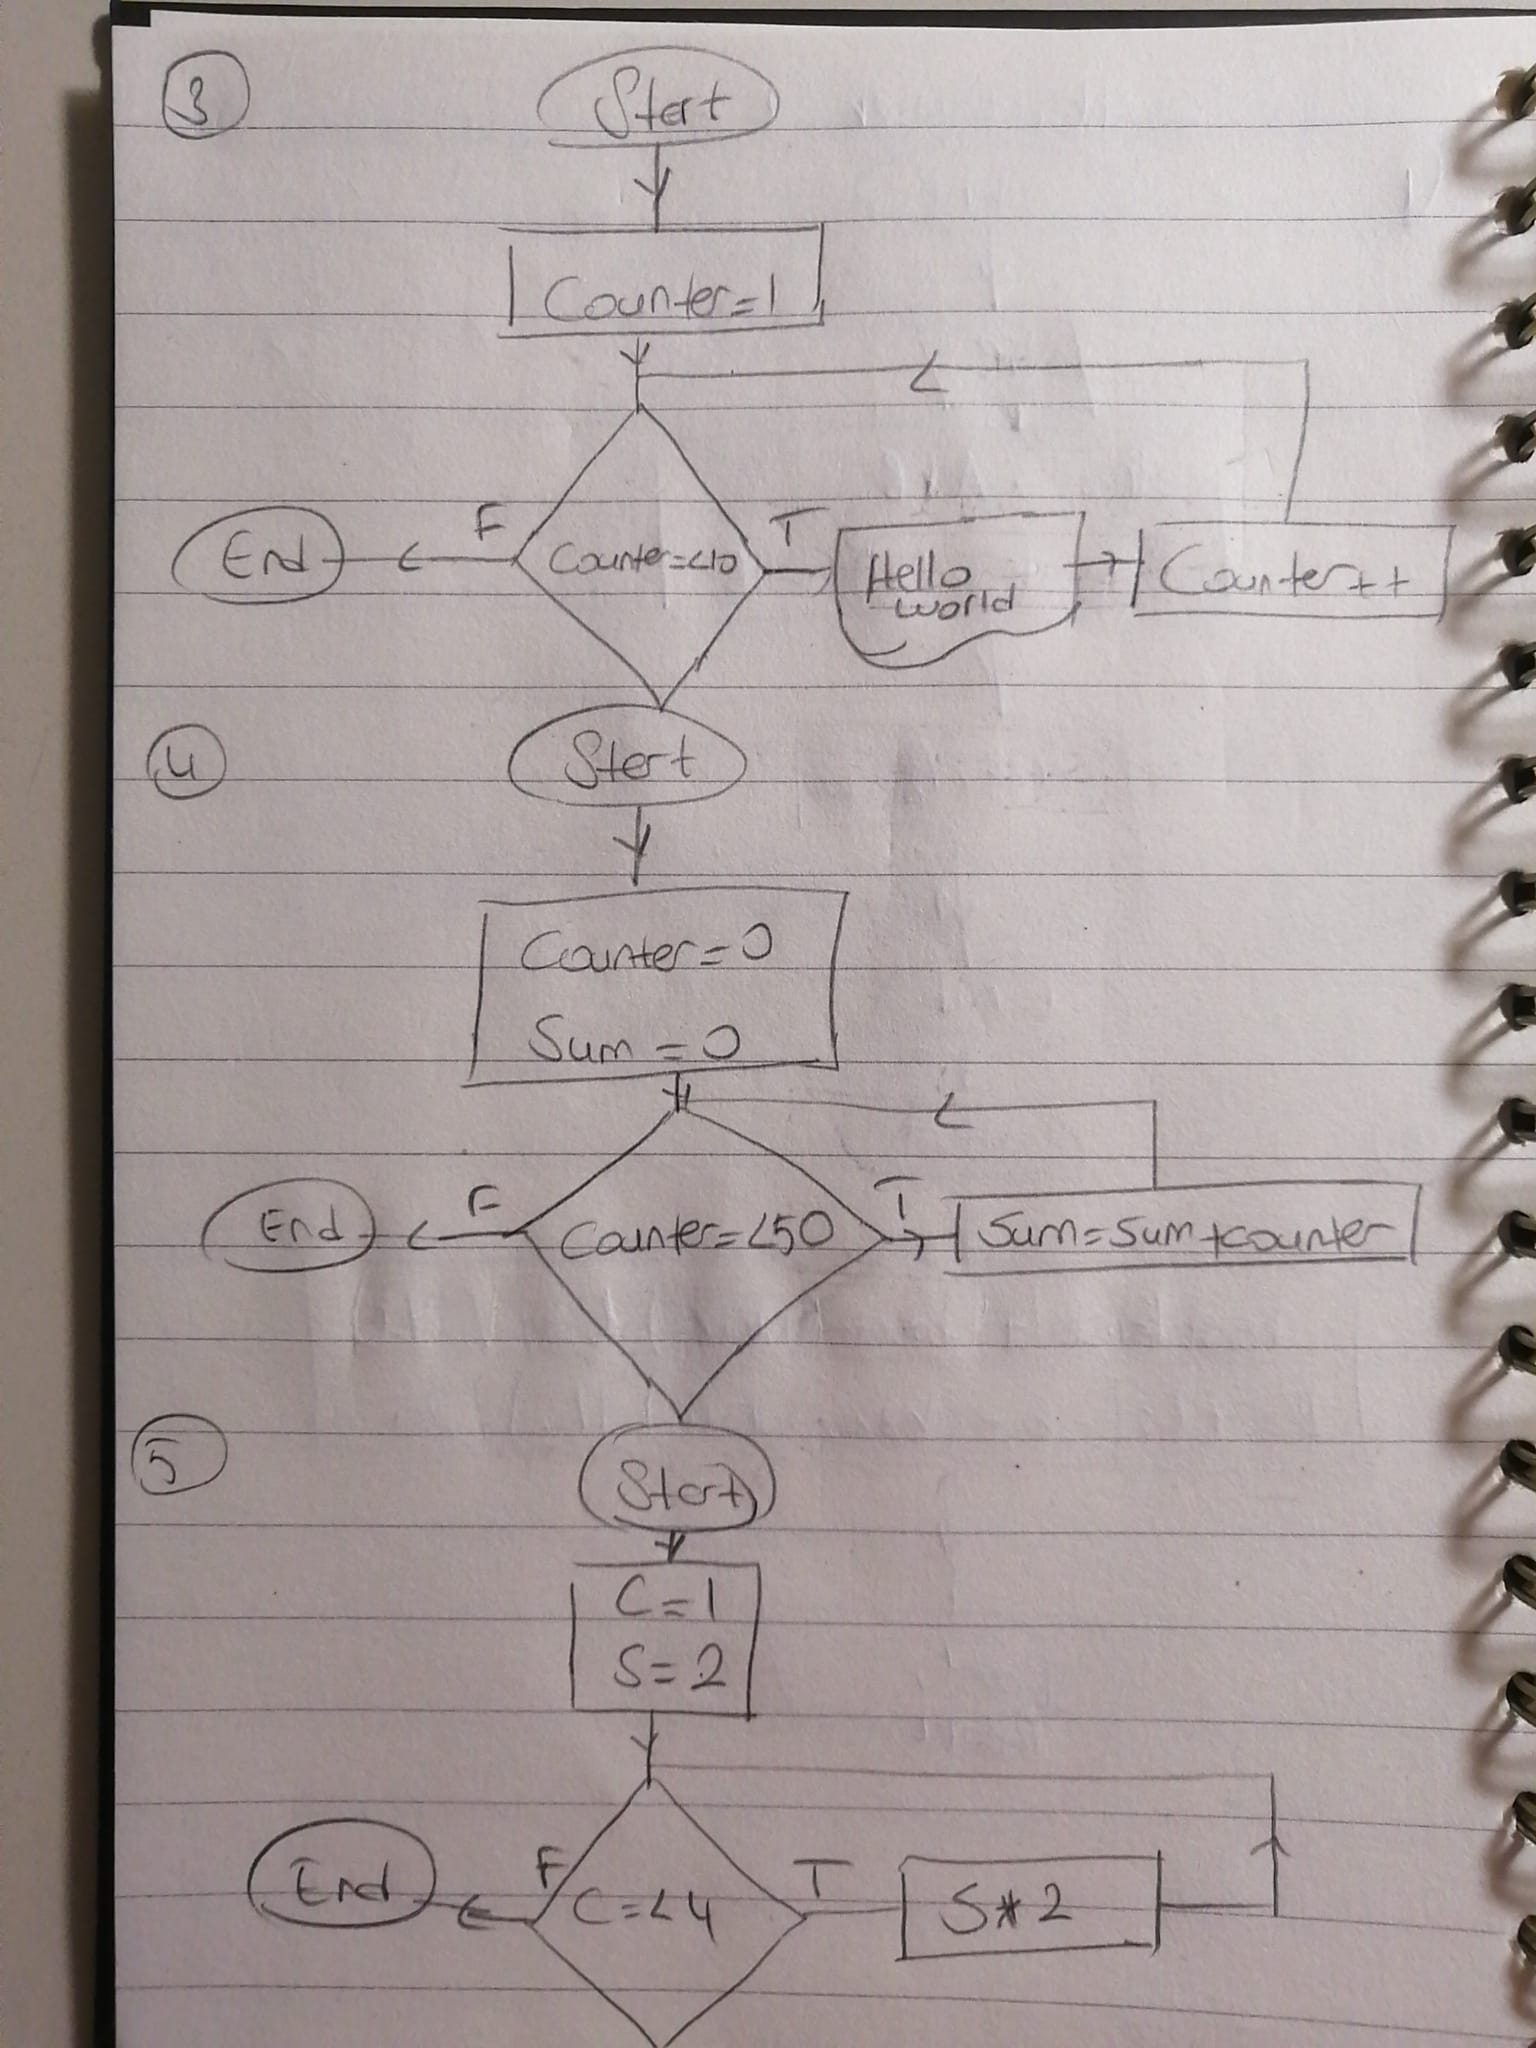 3
Start
Counter=1
F
T
End
Counter=<10
Hello
world
Counter++
4
Start
Counter=0
Sum=0
F
T
End
Counter=<50
Sum=Sum+counter
5
Start
C=1
S=2
F
T
End
C=<4
S*2